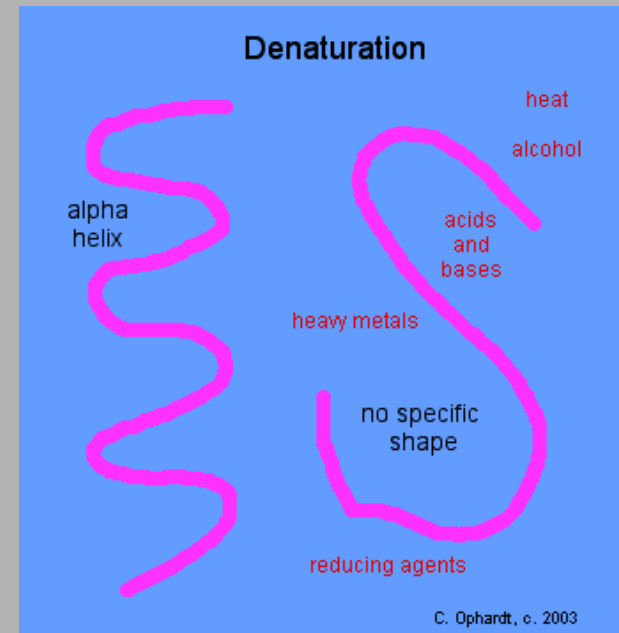 Denaturation
heat
alcohol
alpha
helix
acids
and
bases
heavy metals
no specific
shape
reducing agents
C. Ophardt, c. 2003